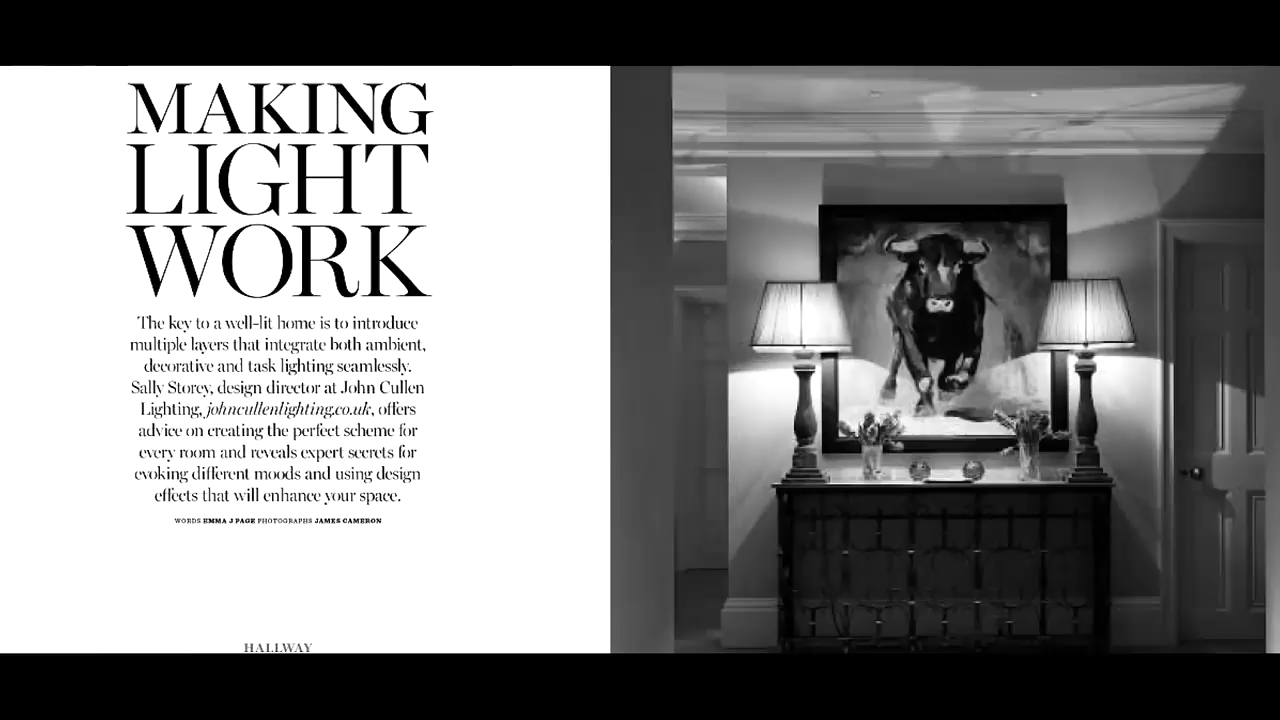 MAKING
LIGHT
WORK
The key to a well-lit home is to introduce
multiple layers that integrate both ambient,
decorative and task lighting seamlessly.
Sally Storey, design director at John Cullen
Lighting, johncullenlighting.co.uk, offers
advice on creating the perfect scheme for
every room and reveals expert secrets for
evoking different moods and using design
effects that will enhance your space.
WORDS EMMA J PAGE PHOTOGRAPHS JAMES CAMERON
HALLWAY